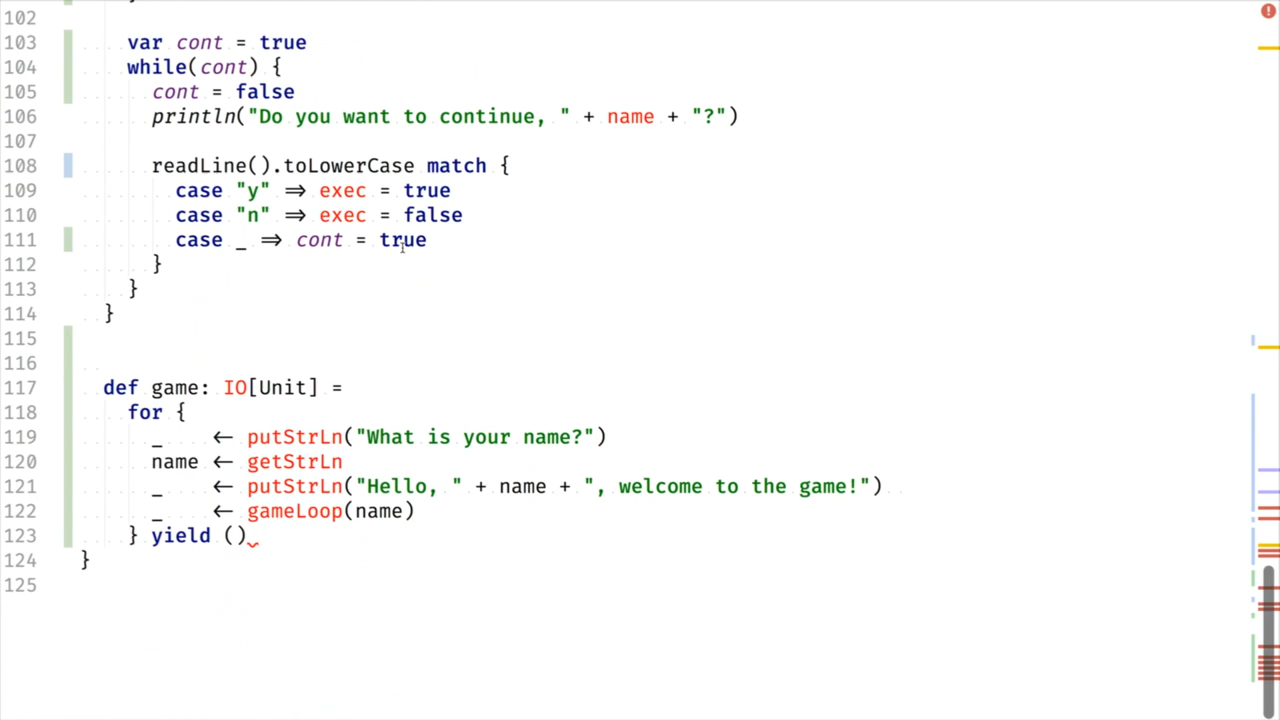 102
103 var cont = true
104 while(cont) {
105 cont = false
106 println("Do you want to continue, " + name + "?")
107
108 readLine().toLowerCase match {
109 case "y" ⇒ exec = true
110 case "n" ⇒ exec = false
111 case _ ⇒ cont = true
112 }
113 }
114 }
115
116
117 def game: IO[Unit] =
118 for {
119 _ ← putStrLn("What is your name?")
120 name ← getStrLn
121 _ ← putStrLn("Hello, " + name + ", welcome to the game!")
122 _ ← gameLoop(name)
123 } yield ()
124 }
125